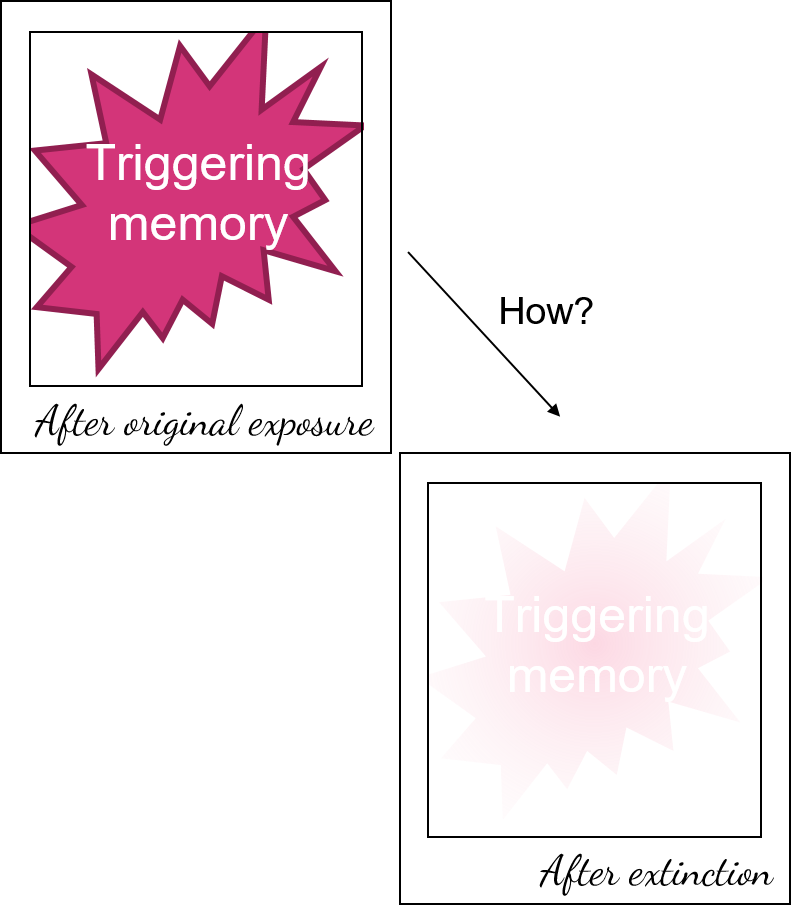 Triggering
memory
After original exposure
How?
Triggering
memory
After extinction